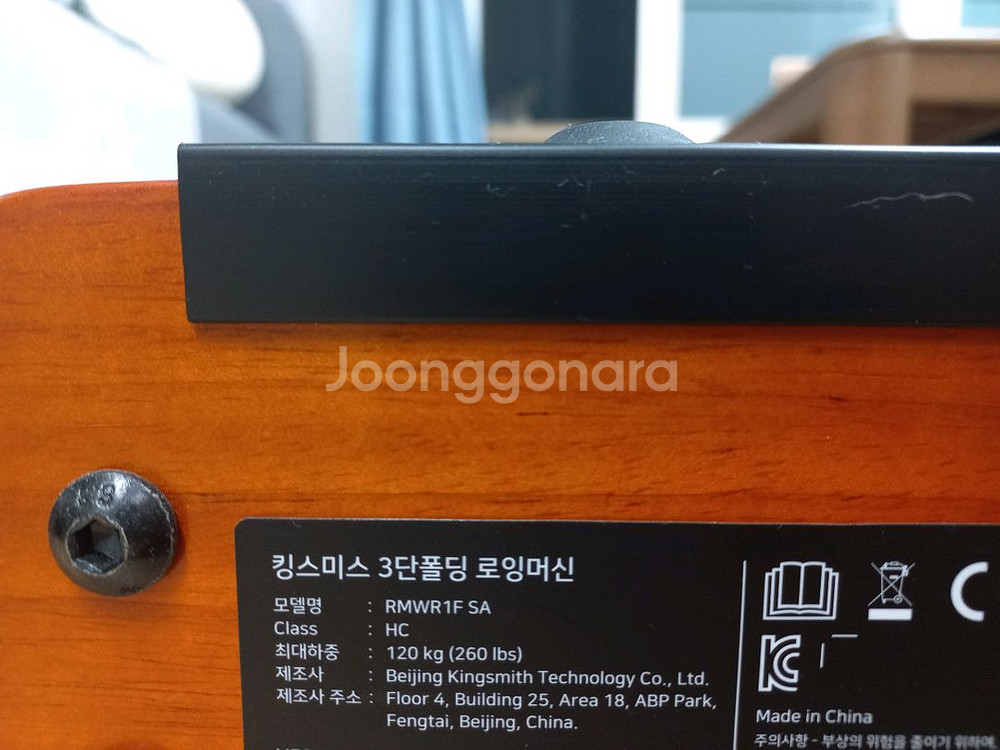 Joonggonara
8
킹스미스 3단폴딩 로잉머신
모델명 : RMWR1F SA
Class : HC
최대하중 : 120 kg (260 lbs)
제조사 : Beijing Kingsmith Technology Co., Ltd.
제조사 주소 : Floor 4, Building 25, Area 18, ABP Park,
Fengtai, Beijing, China.
Made in China
주의사항 - 부상의 위험을 줄이기 위하여